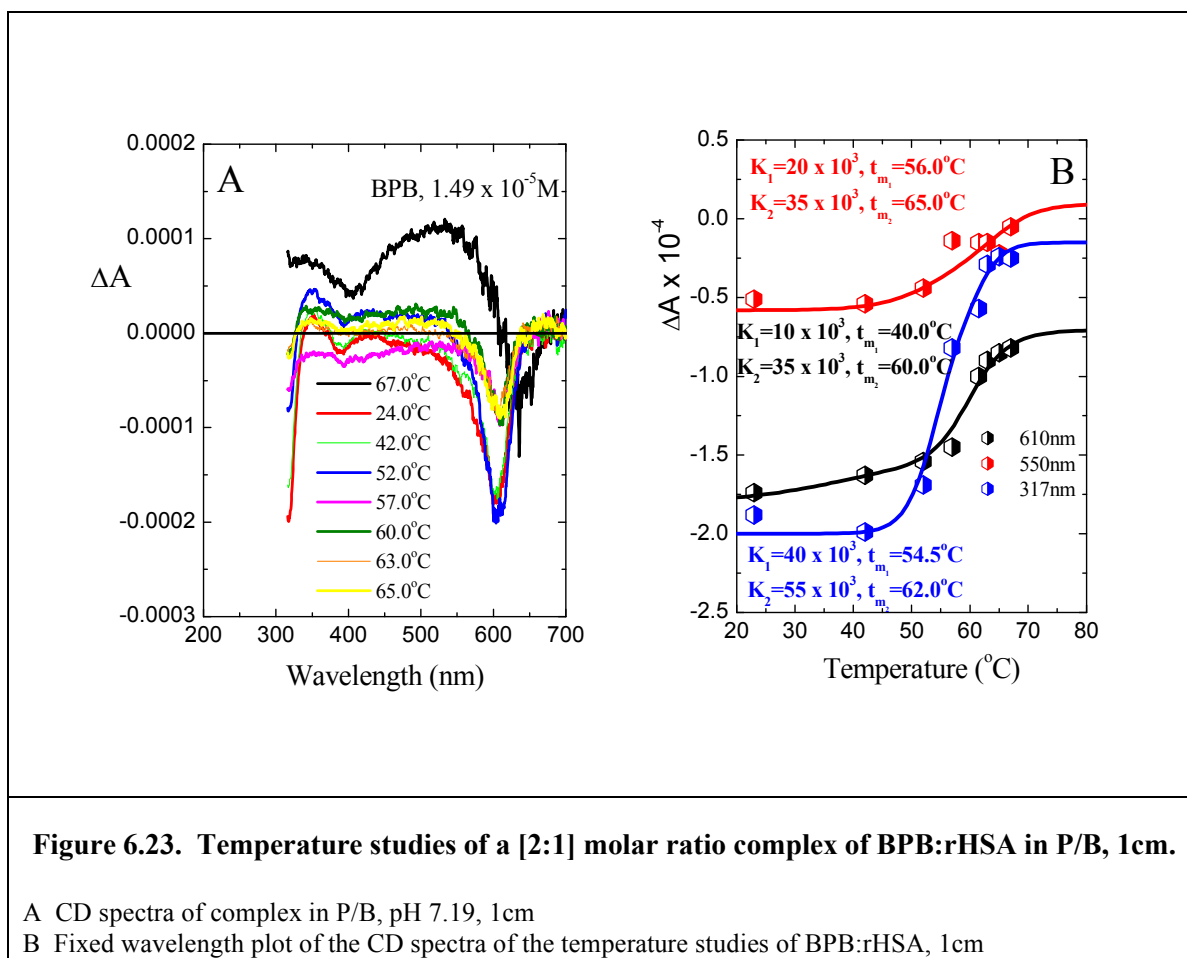 A
BPB, 1.49 x 10⁻⁵M
0.0002
0.0001
0.0000
-0.0001
-0.0002
-0.0003
ΔA
67.0°C
24.0°C
42.0°C
52.0°C
57.0°C
60.0°C
63.0°C
65.0°C
200 300 400 500 600 700
Wavelength (nm)
B
K₁=20 x 10³, tₘ₁=56.0°C
K₂=35 x 10³, tₘ₂=65.0°C
0.5
0.0
-0.5
-1.0
-1.5
-2.0
-2.5
ΔA x 10⁻⁴
K₁=10 x 10³, tₘ₁=40.0°C
K₂=35 x 10³, tₘ₂=60.0°C
610nm
550nm
317nm
K₁=40 x 10³, tₘ₁=54.5°C
K₂=55 x 10³, tₘ₂=62.0°C
20 30 40 50 60 70 80
Temperature (°C)
Figure 6.23. Temperature studies of a [2:1] molar ratio complex of BPB:rHSA in P/B, 1cm.
A CD spectra of complex in P/B, pH 7.19, 1cm
B Fixed wavelength plot of the CD spectra of the temperature studies of BPB:rHSA, 1cm